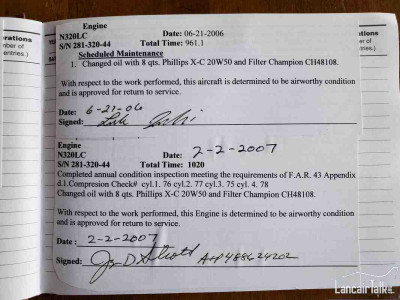 Engine
N320LC Date: 06-21-2006
S/N 281-320-44 Total Time: 961.1
Scheduled Maintenance
1. Changed oil with 8 qts. Phillips X-C 20W50 and Filter Champion CH48108.
With respect to the work performed, this aircraft is determined to be airworthy condition
and is approved for return to service.
Date: 6-21-06
Signed:
Engine
N320LC Date: 2-2-2007
S/N 281-320-44 Total Time: 1020
Completed annual condition inspection meeting the requirements of F.A.R. 43 Appendix
d.1.Compresion Check# cyl.1. 76 cyl.2. 77 cyl.3. 75 cyl. 4. 78
Changed oil with 8 qts. Phillips X-C 20W50 and Filter Champion CH48108.
With respect to the work performed, this Engine is determined to be airworthy condition
and is approved for return to service.
Date : 2-2-2007
Signed: A+P488624202
LancairTalk